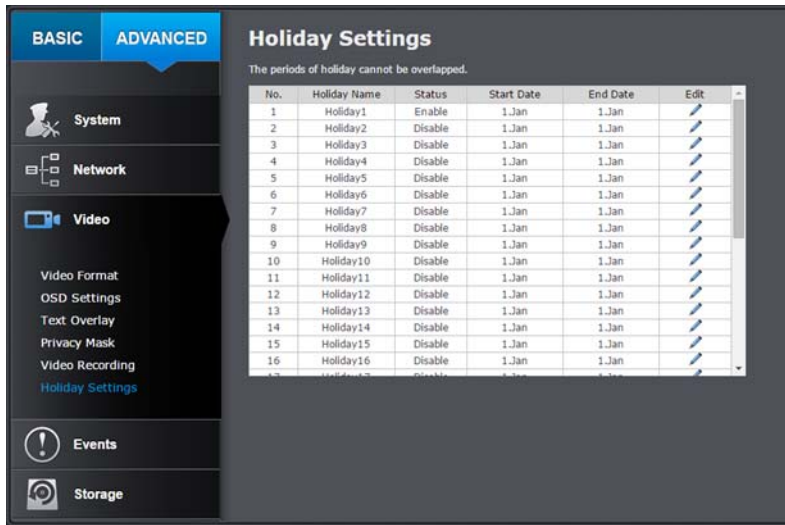 BASIC ADVANCED
System
Network
Video
Video Format
OSD Settings
Text Overlay
Privacy Mask
Video Recording
Holiday Settings
Events
Storage
Holiday Settings
The periods of holiday cannot be overlapped.
No. Holiday Name Status Start Date End Date Edit
1 Holiday1 Enable 1.Jan 1.Jan
2 Holiday2 Disable 1.Jan 1.Jan
3 Holiday3 Disable 1.Jan 1.Jan
4 Holiday4 Disable 1.Jan 1.Jan
5 Holiday5 Disable 1.Jan 1.Jan
6 Holiday6 Disable 1.Jan 1.Jan
7 Holiday7 Disable 1.Jan 1.Jan
8 Holiday8 Disable 1.Jan 1.Jan
9 Holiday9 Disable 1.Jan 1.Jan
10 Holiday10 Disable 1.Jan 1.Jan
11 Holiday11 Disable 1.Jan 1.Jan
12 Holiday12 Disable 1.Jan 1.Jan
13 Holiday13 Disable 1.Jan 1.Jan
14 Holiday14 Disable 1.Jan 1.Jan
15 Holiday15 Disable 1.Jan 1.Jan
16 Holiday16 Disable 1.Jan 1.Jan